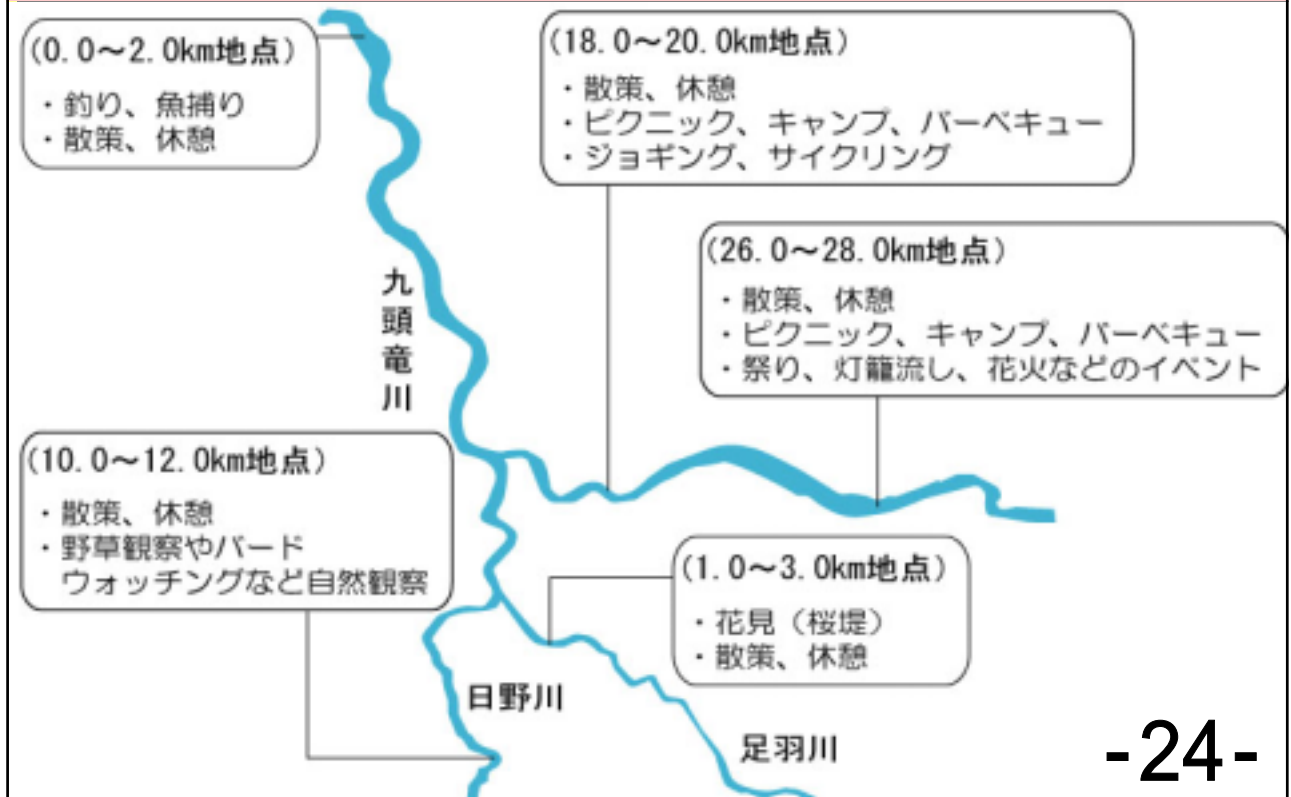 (0.0～2.0km地点)
・釣り、魚捕り
・散策、休憩
(18.0～20.0km地点)
・散策、休憩
・ピクニック、キャンプ、バーベキュー
・ジョギング、サイクリング
(26.0～28.0km地点)
・散策、休憩
・ピクニック、キャンプ、バーベキュー
・祭り、灯籠流し、花火などのイベント
九頭竜川
(10.0～12.0km地点)
・散策、休憩
・野草観察やバード
ウォッチングなど自然観察
(1.0～3.0km地点)
・花見（桜堤）
・散策、休憩
日野川
足羽川
-24-